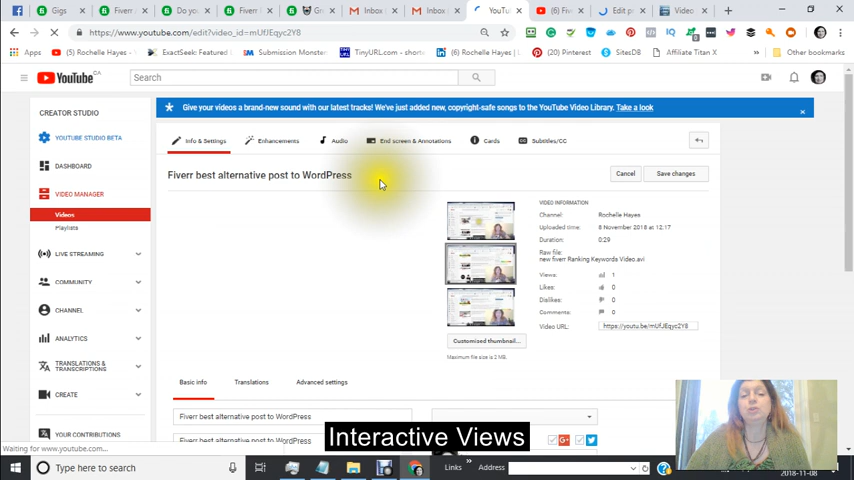 Gigs
Fiverr
Do you
Fiverr
Gr
Inbox
Inbox
YouTu
(6) Five
Edit p
Video
https://www.youtube.com/edit?video_id=mUfJEqyc2Y8
Apps
(5) Rochelle Hayes
ExactSeek: Featured
Submission Monster
TinyURL.com - shorte
(6) LinkedIn
(20) Pinterest
SitesDB
Affiliate Titan
Other bookmarks
YouTube CA
Search
CREATOR STUDIO
YOUTUBE STUDIO BETA
DASHBOARD
VIDEO MANAGER
Videos
Playlists
LIVE STREAMING
COMMUNITY
CHANNEL
ANALYTICS
TRANSLATIONS &
TRANSCRIPTIONS
CREATE
YOUR CONTRIBUTIONS
Give your videos a brand-new sound with our latest tracks! We've just added new, copyright-safe songs to the YouTube Video Library. Take a look
Info & Settings
Enhancements
Audio
End screen & Annotations
Cards
Subtitles/CC
Fiverr best alternative post to WordPress
Cancel
Save changes
VIDEO INFORMATION
Channel: Rochelle Hayes
Uploaded time: 8 November 2018 at 12:17
Duration: 0:29
Raw file:
new fiverr Ranking Keywords Video.avi
Views: 1
Likes: 0
Dislikes: 0
Comments: 0
Video URL: https://youtu.be/mUfJEqyc2Y8
Customised thumbnail...
Maximum file size is 2 MB.
Basic info
Translations
Advanced settings
Fiverr best alternative post to WordPress
Fiverr best alternative post to WordPress
Interactive Views
Waiting for www.youtube.com...
Type here to search
Links
Address
2018-11-08